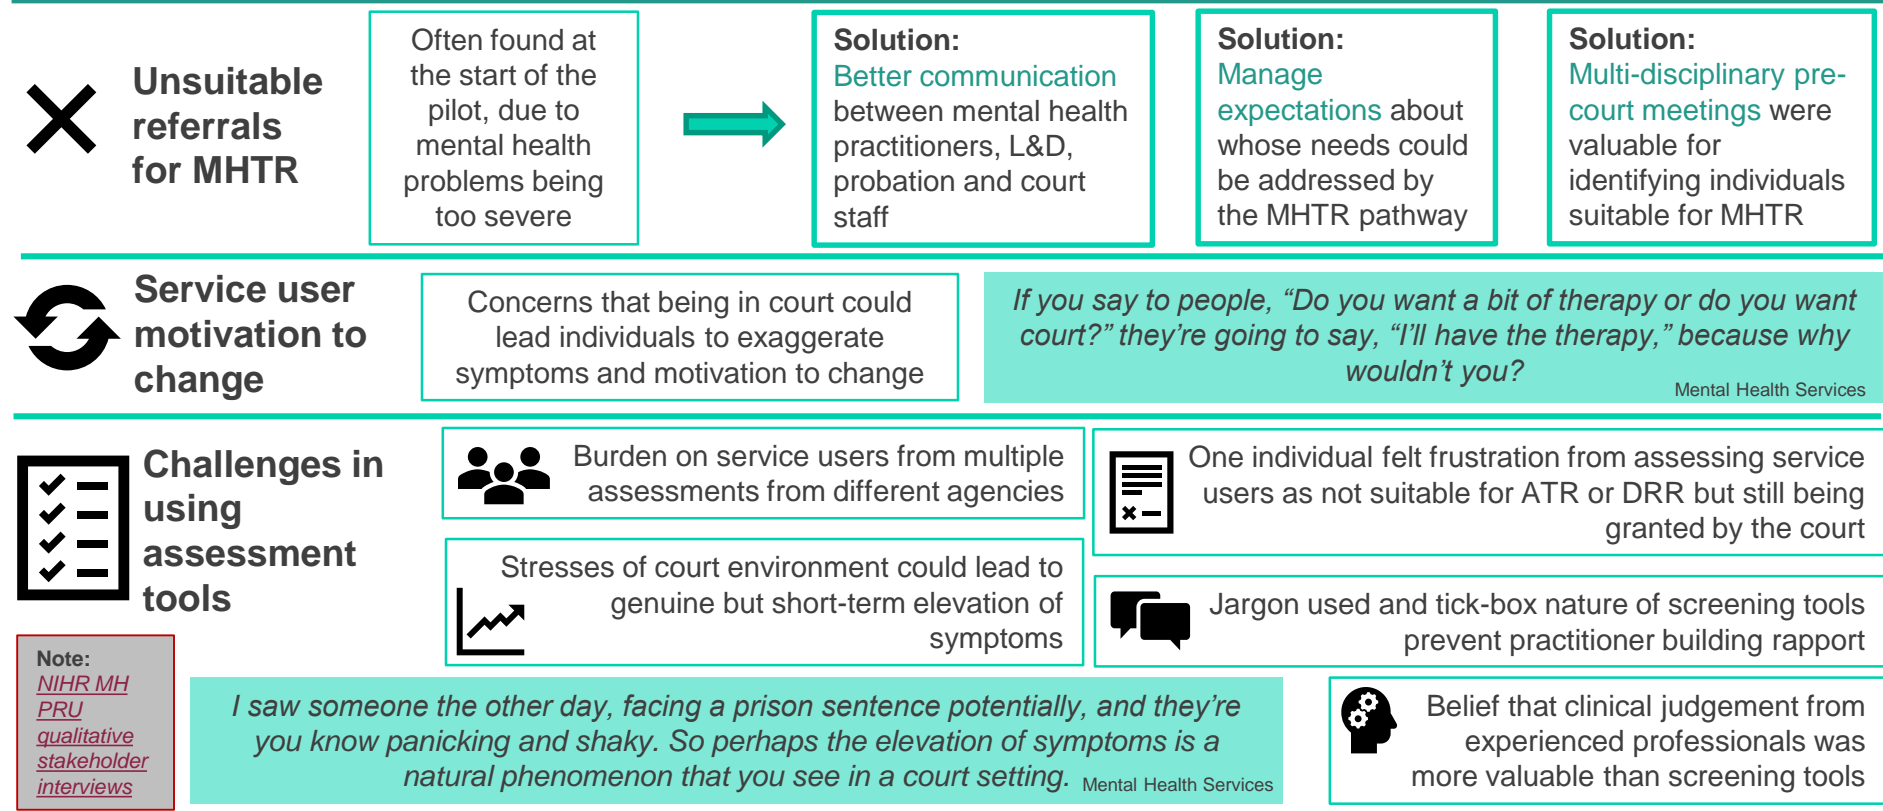 Unsuitable
referrals
for MHTR
Often found at
the start of the
pilot, due to
mental health
problems being
too severe
Solution:
Better communication
between mental health
practitioners, L&D,
probation and court
staff
Solution:
Manage
expectations about
whose needs could
be addressed by
the MHTR pathway
Solution:
Multi-disciplinary pre-
court meetings were
valuable for
identifying individuals
suitable for MHTR
Service user
motivation to
change
Concerns that being in court could
lead individuals to exaggerate
symptoms and motivation to change
If you say to people, “Do you want a bit of therapy or do you want
court?” they’re going to say, “I’ll have the therapy,” because why
wouldn’t you?
Mental Health Services
Challenges in
using
assessment
tools
Burden on service users from multiple
assessments from different agencies
One individual felt frustration from assessing service
users as not suitable for ATR or DRR but still being
granted by the court
Stresses of court environment could lead to
genuine but short-term elevation of
symptoms
Jargon used and tick-box nature of screening tools
prevent practitioner building rapport
Note:
NIHR MH
PRU
qualitative
stakeholder
interviews
I saw someone the other day, facing a prison sentence potentially, and they’re
you know panicking and shaky. So perhaps the elevation of symptoms is a
natural phenomenon that you see in a court setting.
Mental Health Services
Belief that clinical judgement from
experienced professionals was
more valuable than screening tools